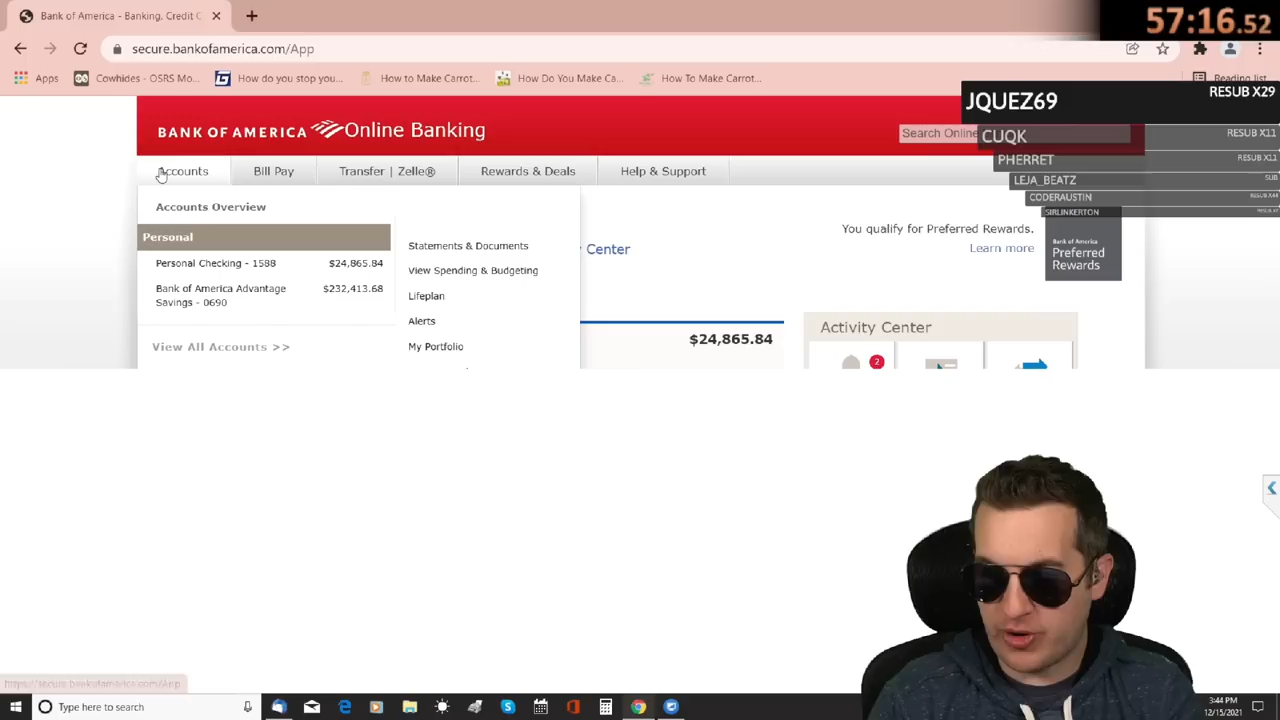 57:16.52
Bank of America - Banking, Credit C
secure.bankofamerica.com/App
Apps
Cowhides - OSRS Mo...
How do you stop you...
How to Make Carrot...
How Do You Make Ca...
How To Make Carrot...
Reading list
JQUEZ69 RESUB X29
CUQK RESUB X11
PHERRET RESUB X11
LEJA_BEATZ SUB
CODERAUSTIN
SIRLINKERTON
BANK OF AMERICA Online Banking
Search Online
Accounts
Bill Pay
Transfer | Zelle®
Rewards & Deals
Help & Support
Accounts Overview
Personal
Personal Checking - 1588 $24,865.84
Bank of America Advantage $232,413.68
Savings - 0690
View All Accounts >>
Statements & Documents
View Spending & Budgeting
Lifeplan
Alerts
My Portfolio
y Center
$24,865.84
You qualify for Preferred Rewards.
Learn more
Bank of America
Preferred
Rewards
Activity Center
2
https://secure.bankofamerica.com/App
Type here to search
3:44 PM
12/15/2021